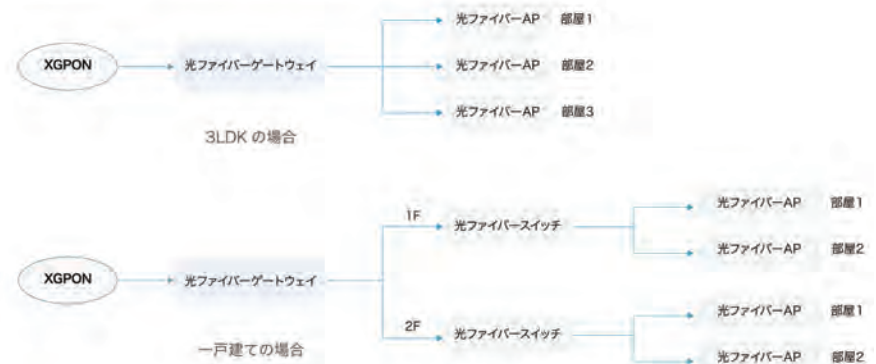 光ファイバーAP 部屋1
XGPON 光ファイバーゲートウェイ 光ファイバーAP 部屋2
光ファイバーAP 部屋3
3LDK の場合
光ファイバーAP 部屋1
1F 光ファイバースイッチ
光ファイバーAP 部屋2
XGPON 光ファイバーゲートウェイ
光ファイバーAP 部屋1
2F 光ファイバースイッチ
一戸建ての場合 光ファイバーAP 部屋2